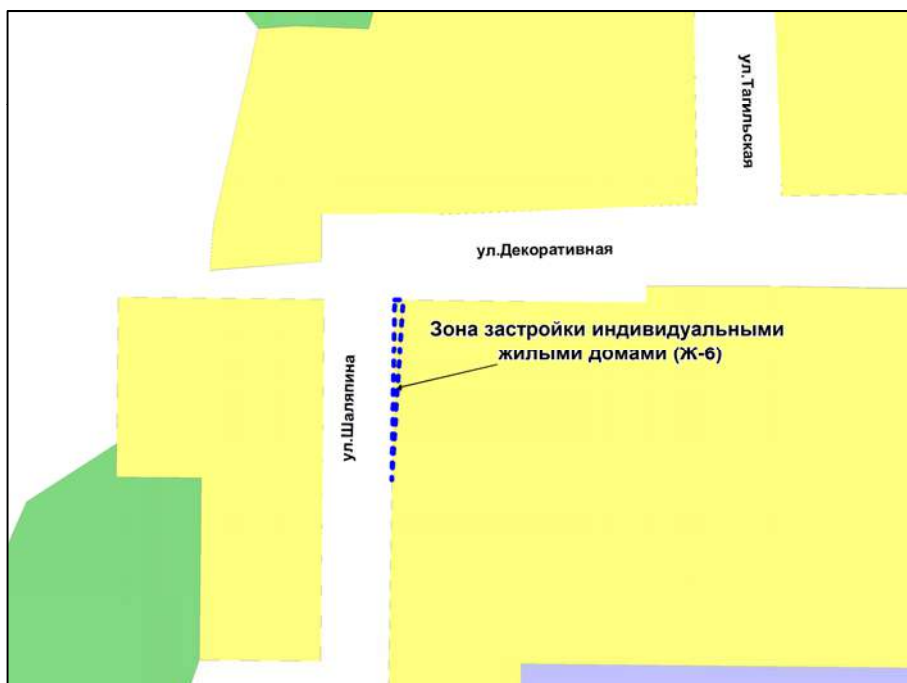 ул.Тагильская
ул.Декоративная
Зона застройки индивидуальными
жилыми домами (Ж-6)
ул.Шаляпина